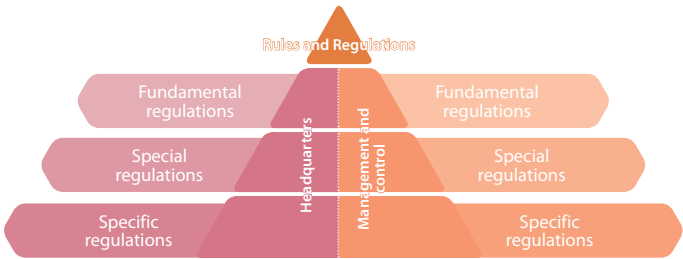 Rules and Regulations
Fundamental
regulations
Fundamental
regulations
Headquarters
Management and
control
Special
regulations
Special
regulations
Specific
regulations
Specific
regulations